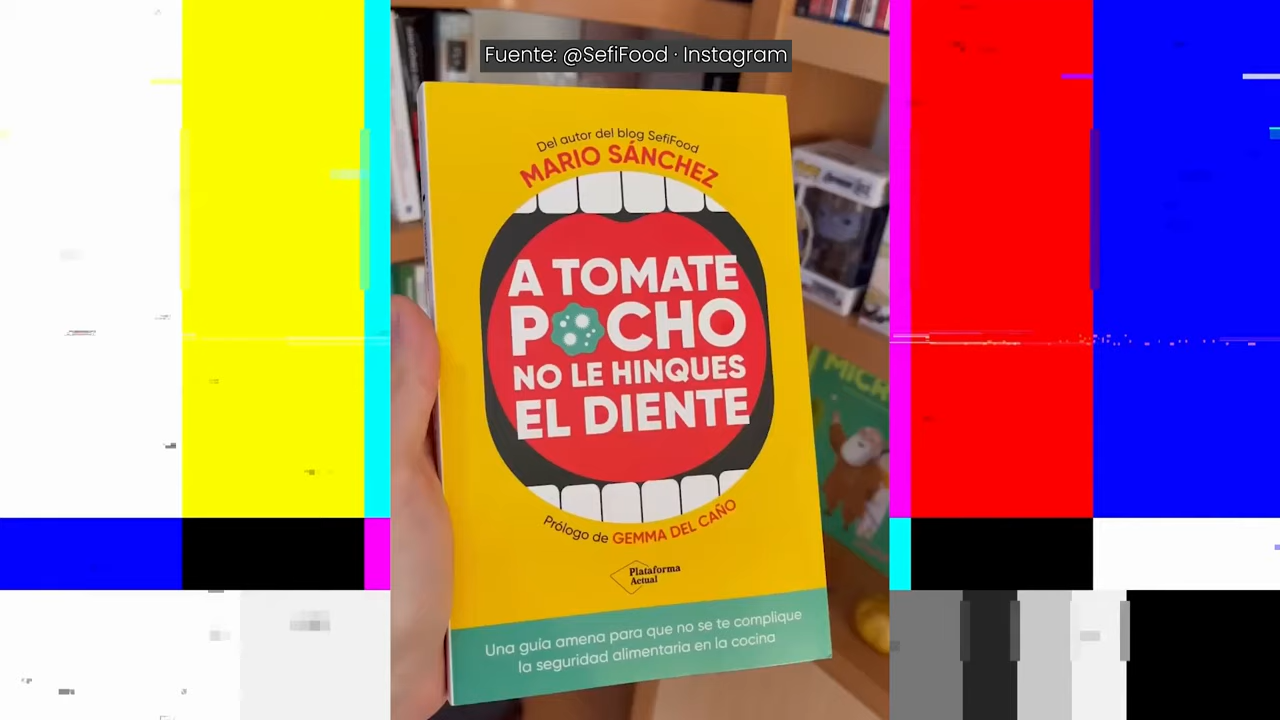 Fuente: @SefiFood · Instagram
Del autor del blog SefiFood
MARIO SÁNCHEZ
A TOMATE
POCHO
NO LE HINQUES
EL DIENTE
Prólogo de GEMMA DEL CAÑO
Plataforma
Actual
Una guía amena para que no se te complique
la seguridad alimentaria en la cocina